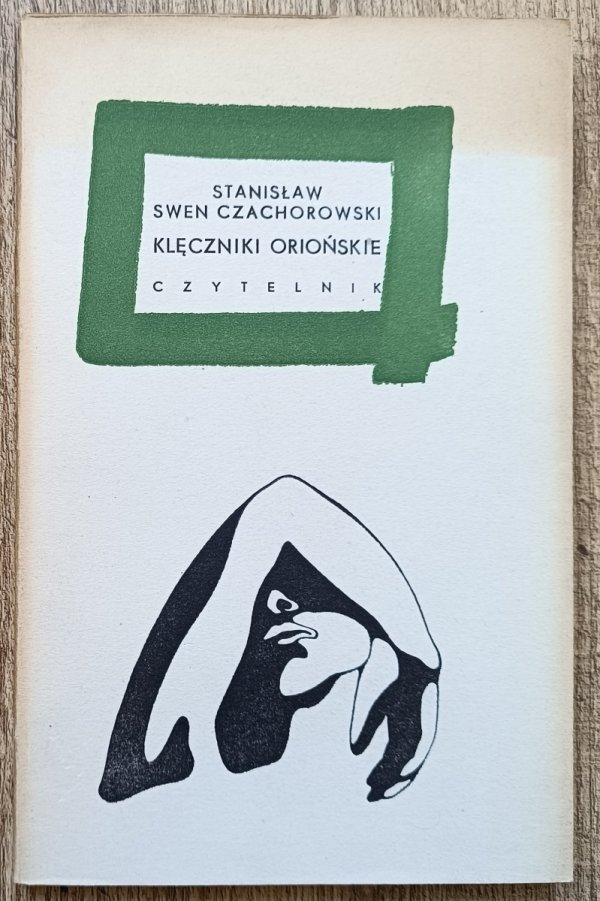 STANISŁAW
SWEN CZACHOROWSKI
KLĘCZNIKI ORIOŃSKIE
CZYTELNIK